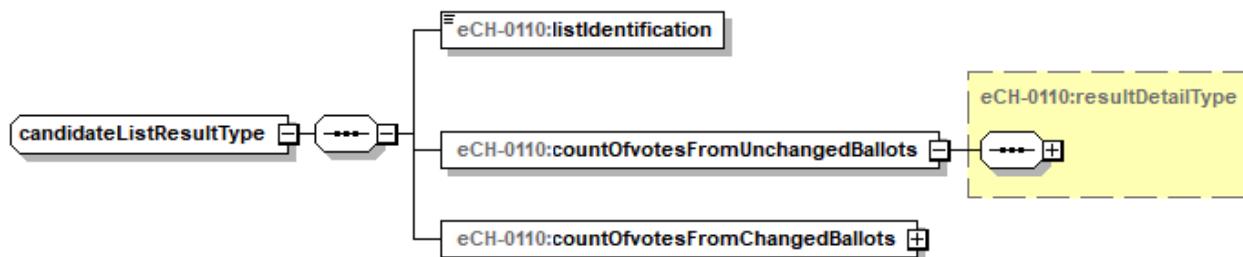 eCH-0110:listIdentification
eCH-0110:resultDetailType
candidateListResultType
eCH-0110:countOfvotesFromUnchangedBallots
eCH-0110:countOfvotesFromChangedBallots